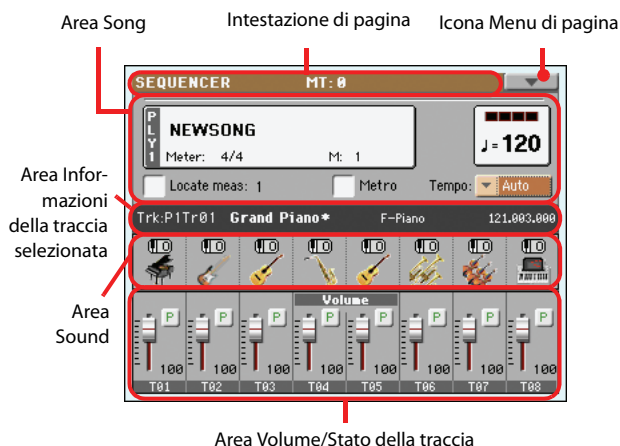 Area Song
Intestazione di pagina
Icona Menu di pagina
SEQUENCER MT:0
PLY1
NEWSONG
Meter: 4/4 M: 1
♩=120
Locate meas: 1 Metro Tempo: Auto
Area Infor-
mazioni
della traccia
selezionata
Trk:P1Tr01 Grand Piano* F-Piano 121.003.000
Area
Sound
Volume
P P P P P P P P
100 100 100 100 100 100 100 100
T01 T02 T03 T04 T05 T06 T07 T08
Area Volume/Stato della traccia